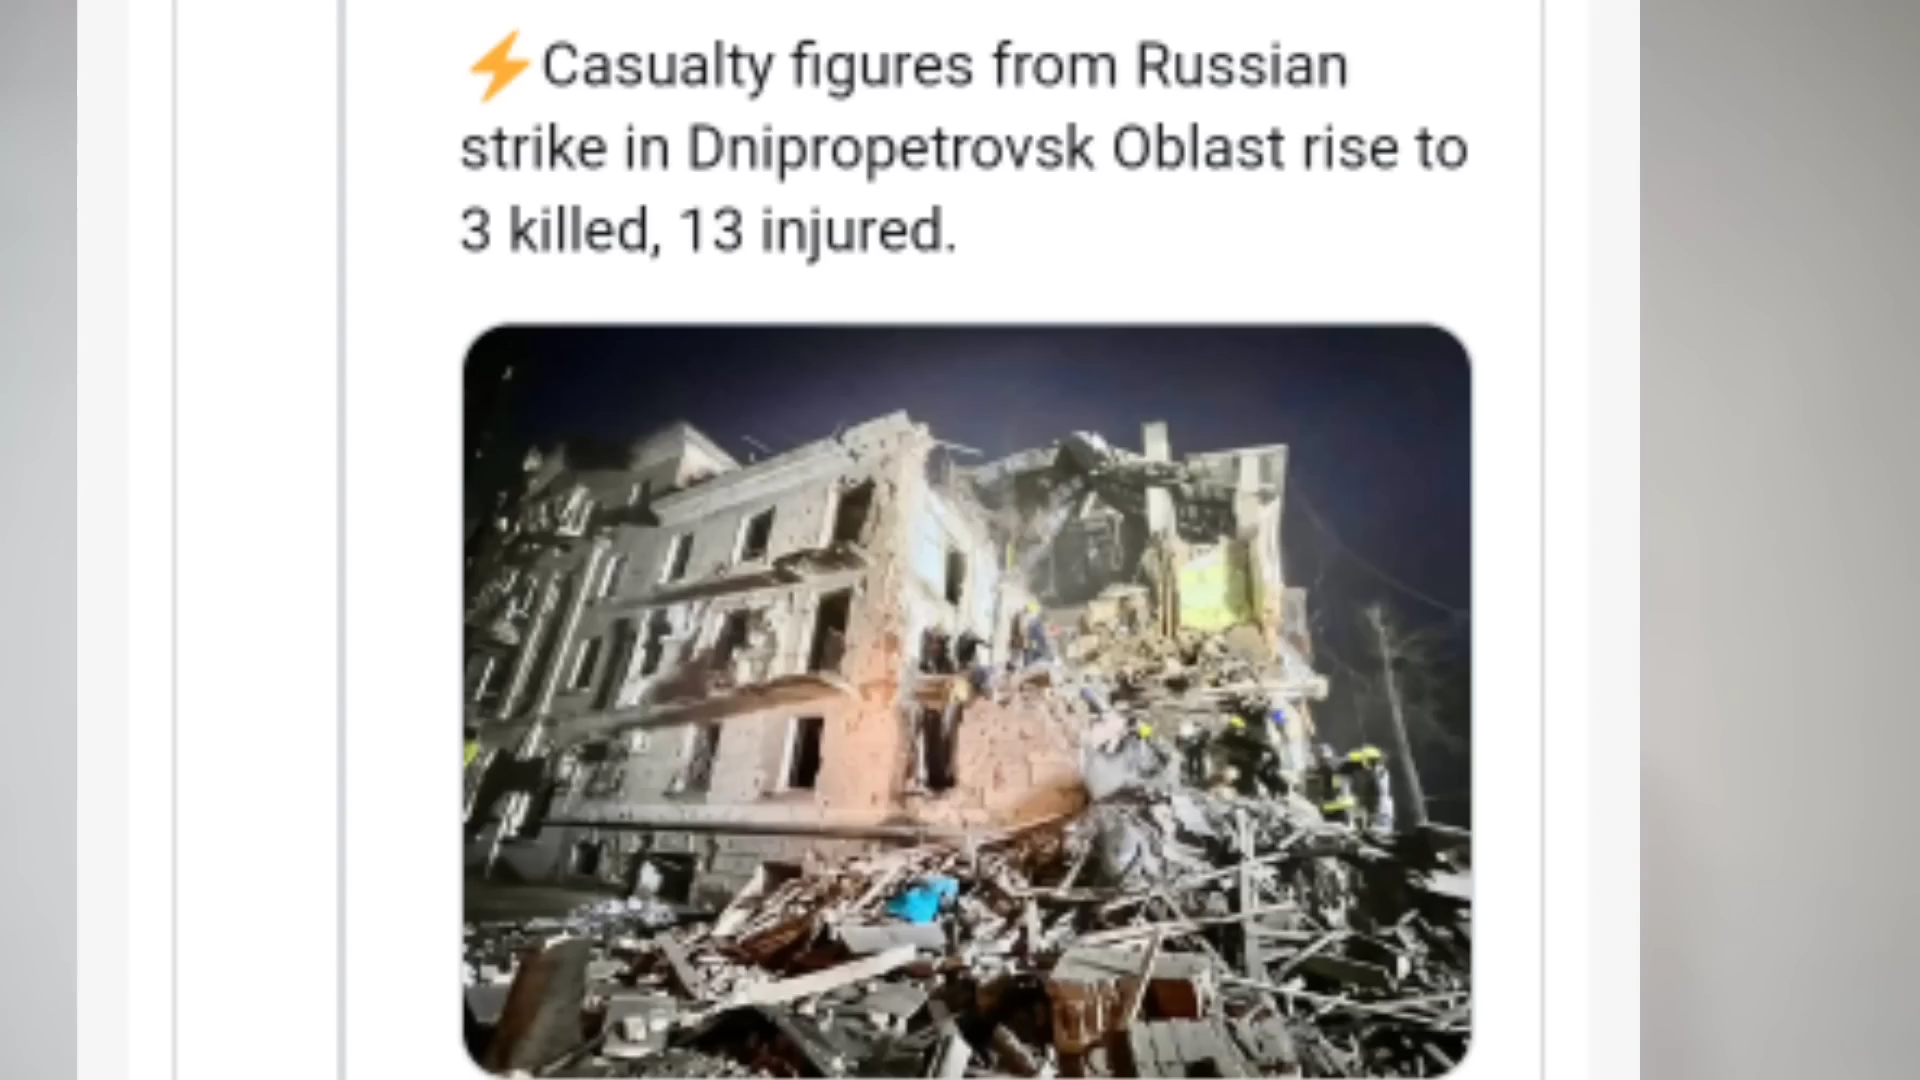 ⚡Casualty figures from Russian
strike in Dnipropetrovsk Oblast rise to
3 killed, 13 injured.